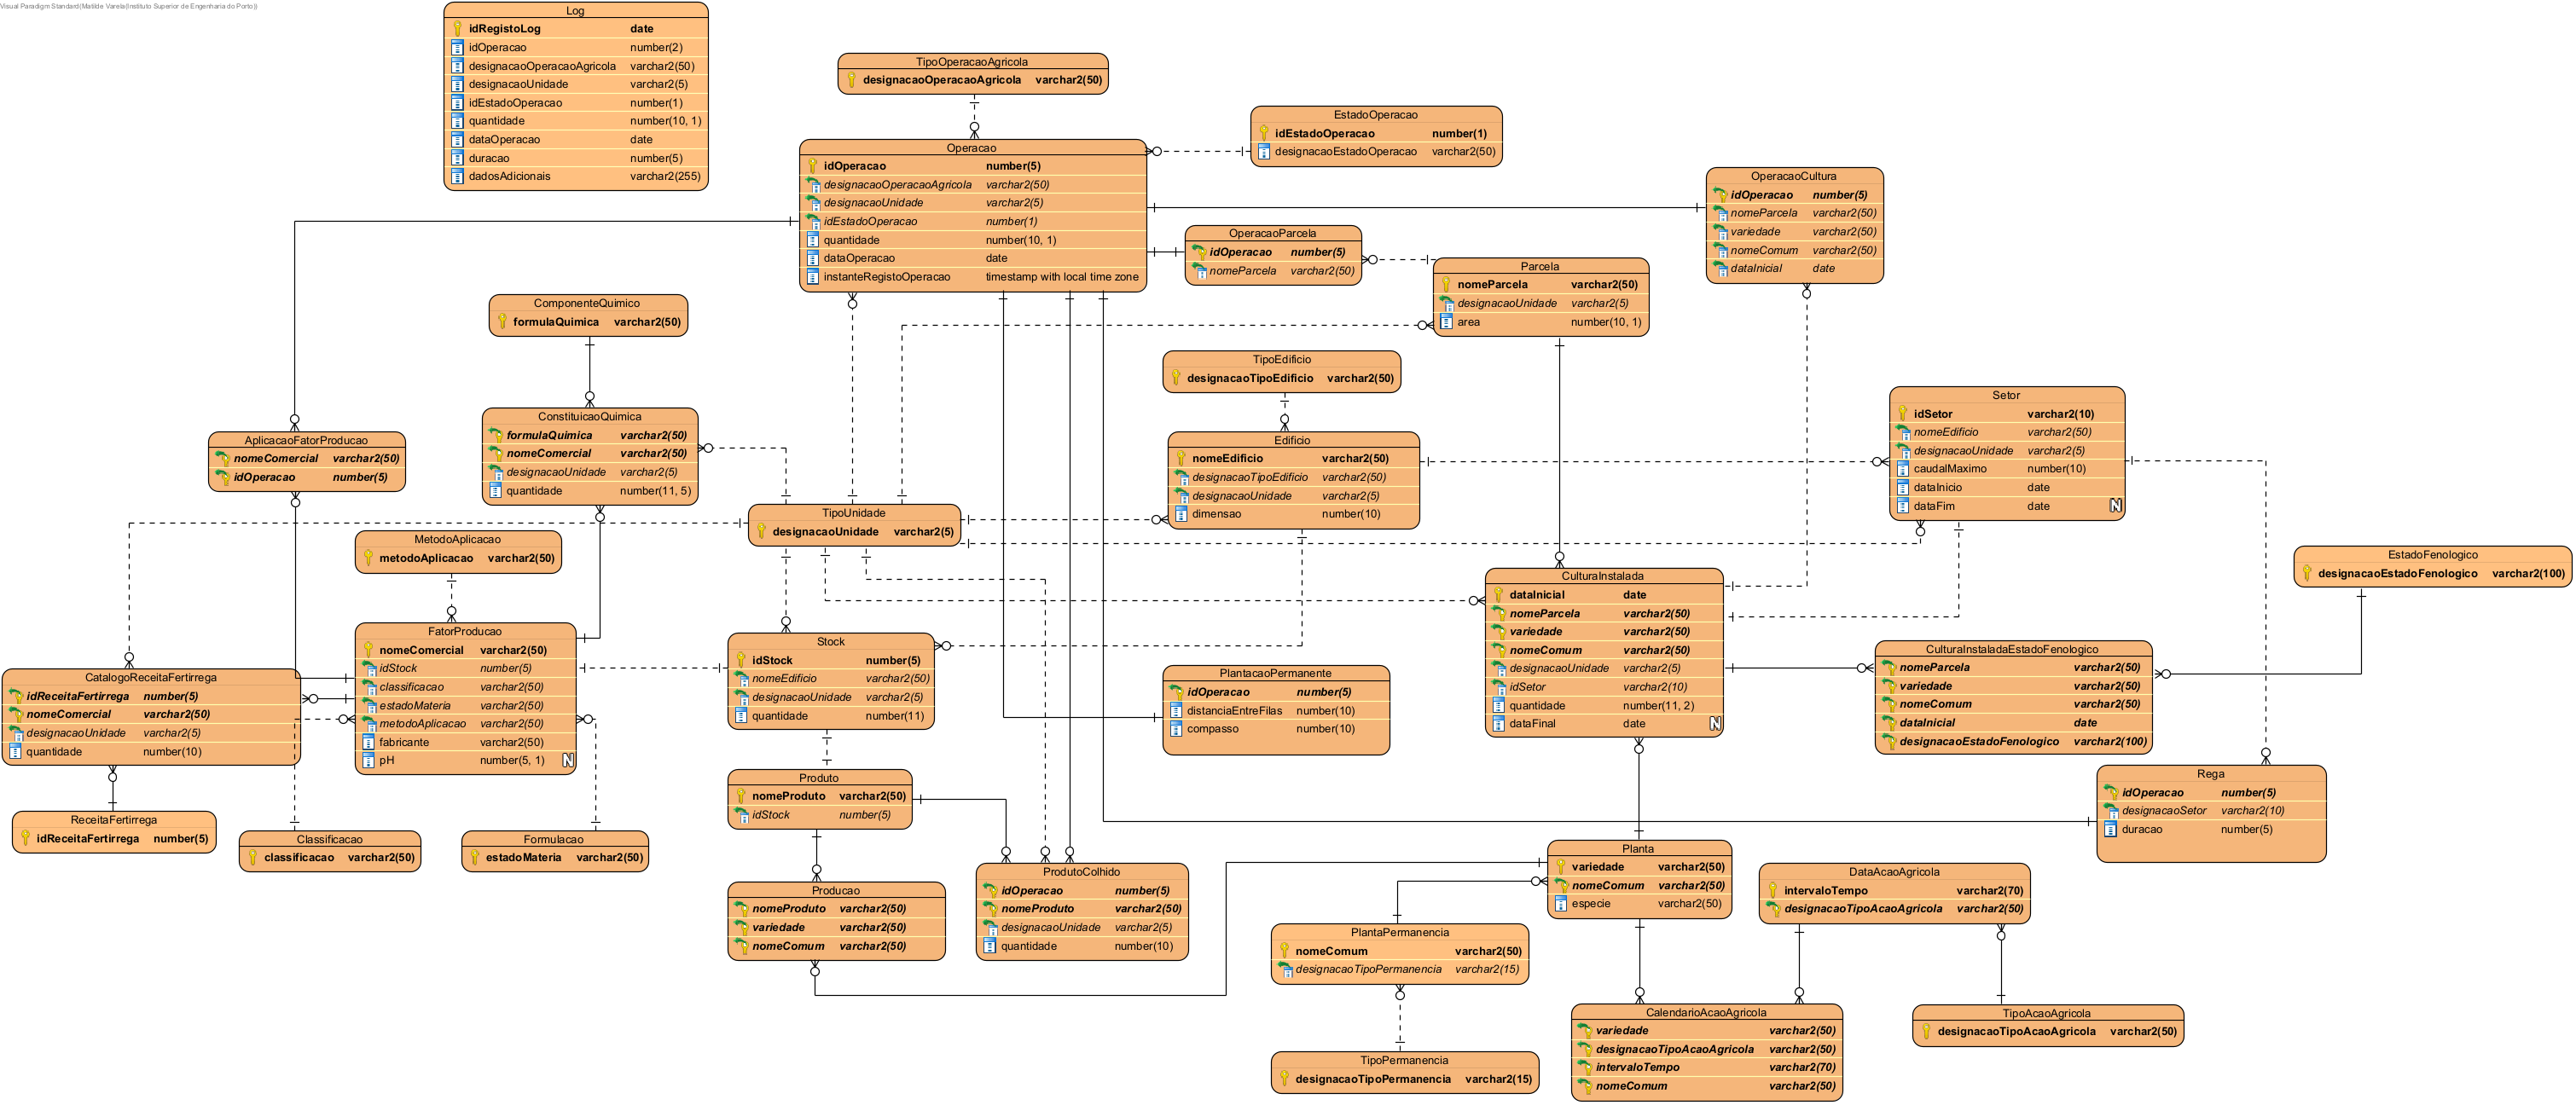 Visual Paradigm Standard(Matilde Varela(Instituto Superior de Engenharia do Porto))
Log
idRegistoLog date
idOperacao number(2)
designacaoOperacaoAgricola varchar2(50)
designacaoUnidade varchar2(5)
idEstadoOperacao number(1)
quantidade number(10, 1)
dataOperacao date
duracao number(5)
dadosAdicionais varchar2(255)
TipoOperacaoAgricola
designacaoOperacaoAgricola varchar2(50)
EstadoOperacao
idEstadoOperacao number(1)
designacaoEstadoOperacao varchar2(50)
Operacao
idOperacao number(5)
designacaoOperacaoAgricola varchar2(50)
designacaoUnidade varchar2(5)
idEstadoOperacao number(1)
quantidade number(10, 1)
dataOperacao date
instanteRegistoOperacao timestamp with local time zone
OperacaoCultura
idOperacao number(5)
nomeParcela varchar2(50)
variedade varchar2(50)
nomeComum varchar2(50)
dataInicial date
OperacaoParcela
idOperacao number(5)
nomeParcela varchar2(50)
Parcela
nomeParcela varchar2(50)
designacaoUnidade varchar2(5)
area number(10, 1)
ComponenteQuimico
formulaQuimica varchar2(50)
TipoEdificio
designacaoTipoEdificio varchar2(50)
Setor
idSetor varchar2(10)
nomeEdificio varchar2(50)
designacaoUnidade varchar2(5)
caudalMaximo number(10)
dataInicio date
dataFim date N
ConstituicaoQuimica
formulaQuimica varchar2(50)
nomeComercial varchar2(50)
designacaoUnidade varchar2(5)
quantidade number(11, 5)
AplicacaoFatorProducao
nomeComercial varchar2(50)
idOperacao number(5)
Edificio
nomeEdificio varchar2(50)
designacaoTipoEdificio varchar2(50)
designacaoUnidade varchar2(5)
dimensao number(10)
TipoUnidade
designacaoUnidade varchar2(5)
MetodoAplicacao
metodoAplicacao varchar2(50)
EstadoFenologico
designacaoEstadoFenologico varchar2(100)
CulturaInstalada
dataInicial date
nomeParcela varchar2(50)
variedade varchar2(50)
nomeComum varchar2(50)
designacaoUnidade varchar2(5)
idSetor varchar2(10)
quantidade number(11, 2)
dataFinal date N
FatorProducao
nomeComercial varchar2(50)
idStock number(5)
classificacao varchar2(50)
estadoMateria varchar2(50)
metodoAplicacao varchar2(50)
fabricante varchar2(50)
pH number(5, 1) N
Stock
idStock number(5)
nomeEdificio varchar2(50)
designacaoUnidade varchar2(5)
quantidade number(11)
CulturaInstaladaEstadoFenologico
nomeParcela varchar2(50)
variedade varchar2(50)
nomeComum varchar2(50)
dataInicial date
designacaoEstadoFenologico varchar2(100)
CatalogoReceitaFertirrega
idReceitaFertirrega number(5)
nomeComercial varchar2(50)
designacaoUnidade varchar2(5)
quantidade number(10)
PlantacaoPermanente
idOperacao number(5)
distanciaEntreFilas number(10)
compasso number(10)
Produto
nomeProduto varchar2(50)
idStock number(5)
Rega
idOperacao number(5)
designacaoSetor varchar2(10)
duracao number(5)
ReceitaFertirrega
idReceitaFertirrega number(5)
Classificacao
classificacao varchar2(50)
Formulacao
estadoMateria varchar2(50)
Planta
variedade varchar2(50)
nomeComum varchar2(50)
especie varchar2(50)
ProdutoColhido
idOperacao number(5)
nomeProduto varchar2(50)
designacaoUnidade varchar2(5)
quantidade number(10)
DataAcaoAgricola
intervaloTempo varchar2(70)
designacaoTipoAcaoAgricola varchar2(50)
Producao
nomeProduto varchar2(50)
variedade varchar2(50)
nomeComum varchar2(50)
PlantaPermanencia
nomeComum varchar2(50)
designacaoTipoPermanencia varchar2(15)
CalendarioAcaoAgricola
variedade varchar2(50)
designacaoTipoAcaoAgricola varchar2(50)
intervaloTempo varchar2(70)
nomeComum varchar2(50)
TipoAcaoAgricola
designacaoTipoAcaoAgricola varchar2(50)
TipoPermanencia
designacaoTipoPermanencia varchar2(15)